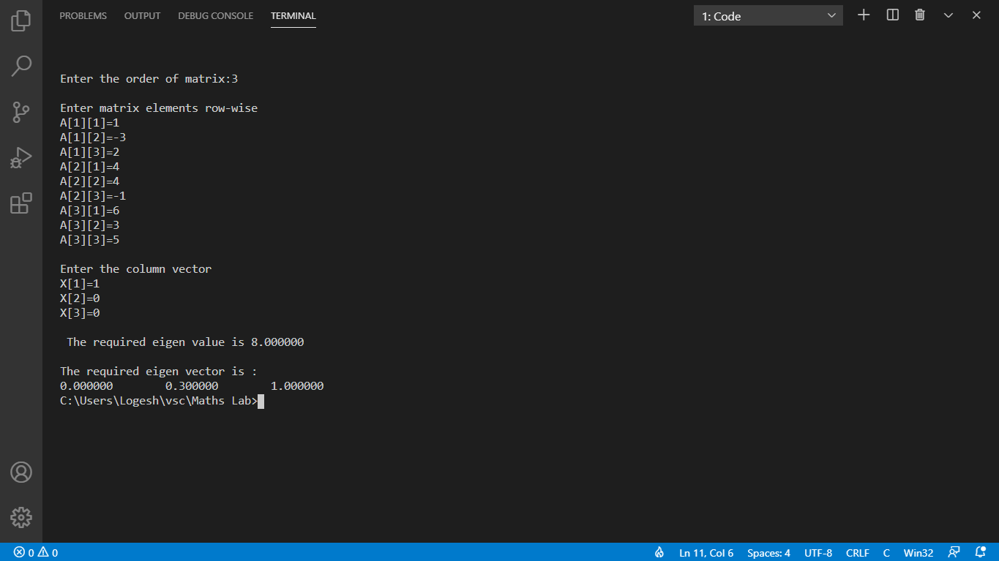 PROBLEMS OUTPUT DEBUG CONSOLE TERMINAL 1: Code
Enter the order of matrix:3
Enter matrix elements row-wise
A[1][1]=1
A[1][2]=-3
A[1][3]=2
A[2][1]=4
A[2][2]=4
A[2][3]=-1
A[3][1]=6
A[3][2]=3
A[3][3]=5
Enter the column vector
X[1]=1
X[2]=0
X[3]=0
The required eigen value is 8.000000
The required eigen vector is :
0.000000 0.300000 1.000000
C:\Users\Logesh\vsc\Maths Lab>
0 0 Ln 11, Col 6 Spaces: 4 UTF-8 CRLF C Win32